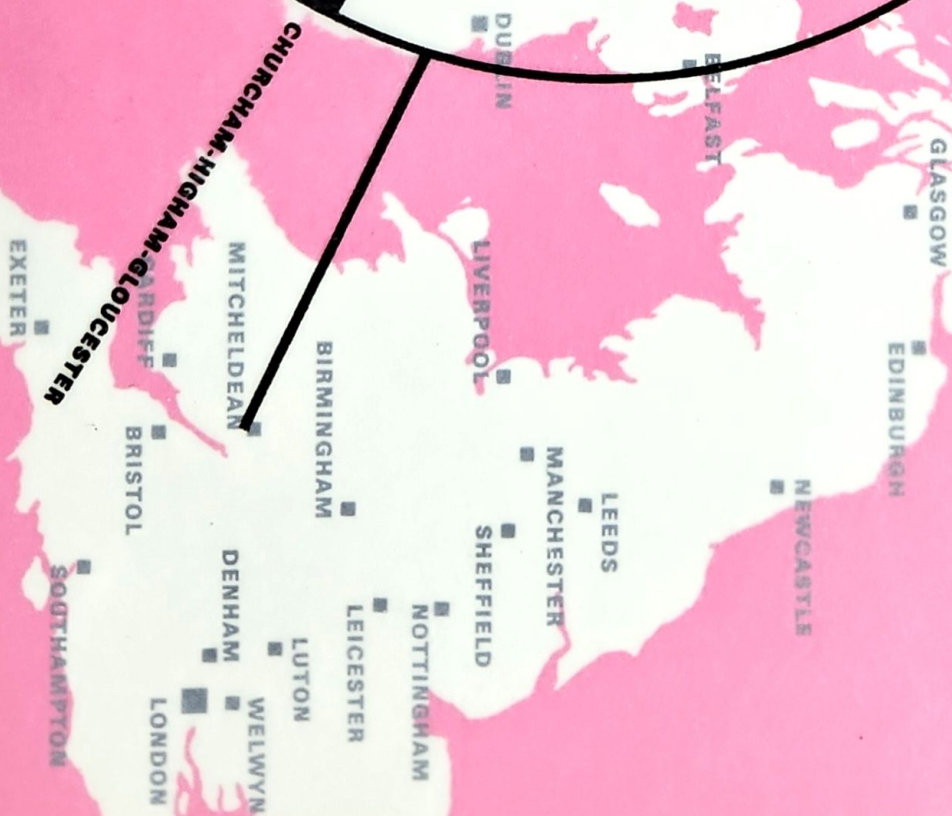 GLASGOW
EDINBURGH
BELFAST
NEWCASTLE
DUBLIN
LEEDS
MANCHESTER
LIVERPOOL
SHEFFIELD
NOTTINGHAM
LEICESTER
BIRMINGHAM
LUTON
WELWYN
MITCHELDEAN
DENHAM
LONDON
CHURCHAM-HIGHAM-GLOUCESTER
CARDIFF
BRISTOL
SOUTHAMPTON
EXETER